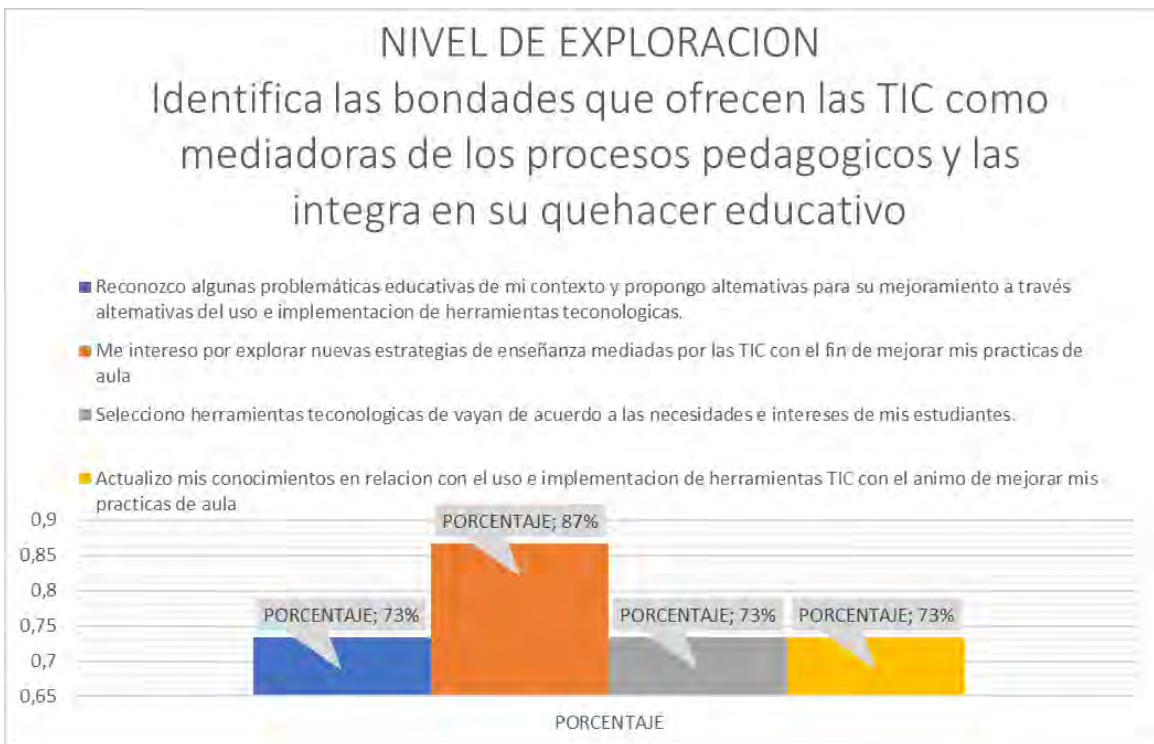 NIVEL DE EXPLORACION
Identifica las bondades que ofrecen las TIC como
mediadoras de los procesos pedagogicos y las
integra en su quehacer educativo
Reconozco algunas problemáticas educativas de mi contexto y propongo alternativas para su mejoramiento a través
alternativas del uso e implementacion de herramientas teconologicas.
Me intereso por explorar nuevas estrategias de enseñanza mediadas por las TIC con el fin de mejorar mis practicas de
aula
Selecciono herramientas teconologicas de vayan de acuerdo a las necesidades e intereses de mis estudiantes.
Actualizo mis conocimientos en relacion con el uso e implementacion de herramientas TIC con el animo de mejorar mis
practicas de aula
0,9
PORCENTAJE; 87%
0,85
0,8
PORCENTAJE; 73%
PORCENTAJE; 73%
PORCENTAJE; 73%
0,75
0,7
0,65
PORCENTAJE